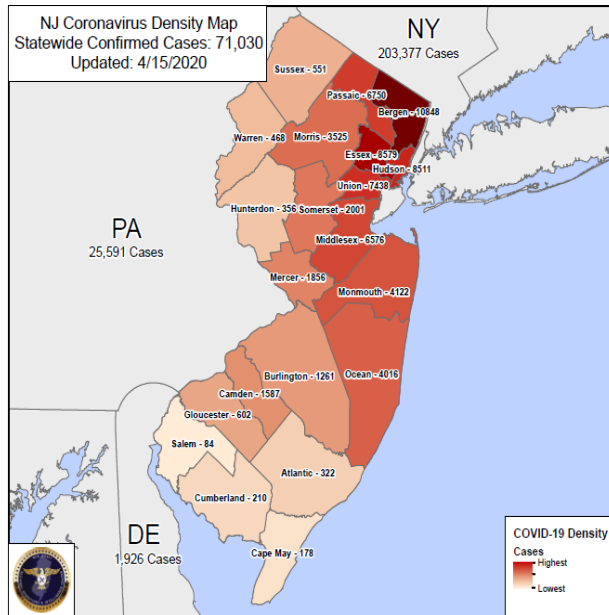 NJ Coronavirus Density Map
Statewide Confirmed Cases: 71,030
Updated: 4/15/2020
NY
203,377 Cases
Sussex - 551
Passaic - 6750
Bergen - 10848
Warren - 468
Morris - 3525
Essex - 8579
Hudson - 8511
Union - 7438
Hunterdon - 356
Somerset - 2001
PA
25,591 Cases
Middlesex - 6576
Mercer - 1856
Monmouth - 4122
Burlington - 1261
Ocean - 4016
Camden - 1587
Gloucester - 602
Salem - 84
Atlantic - 322
Cumberland - 210
DE
1,926 Cases
Cape May - 178
COVID-19 Density
Cases
Highest
Lowest